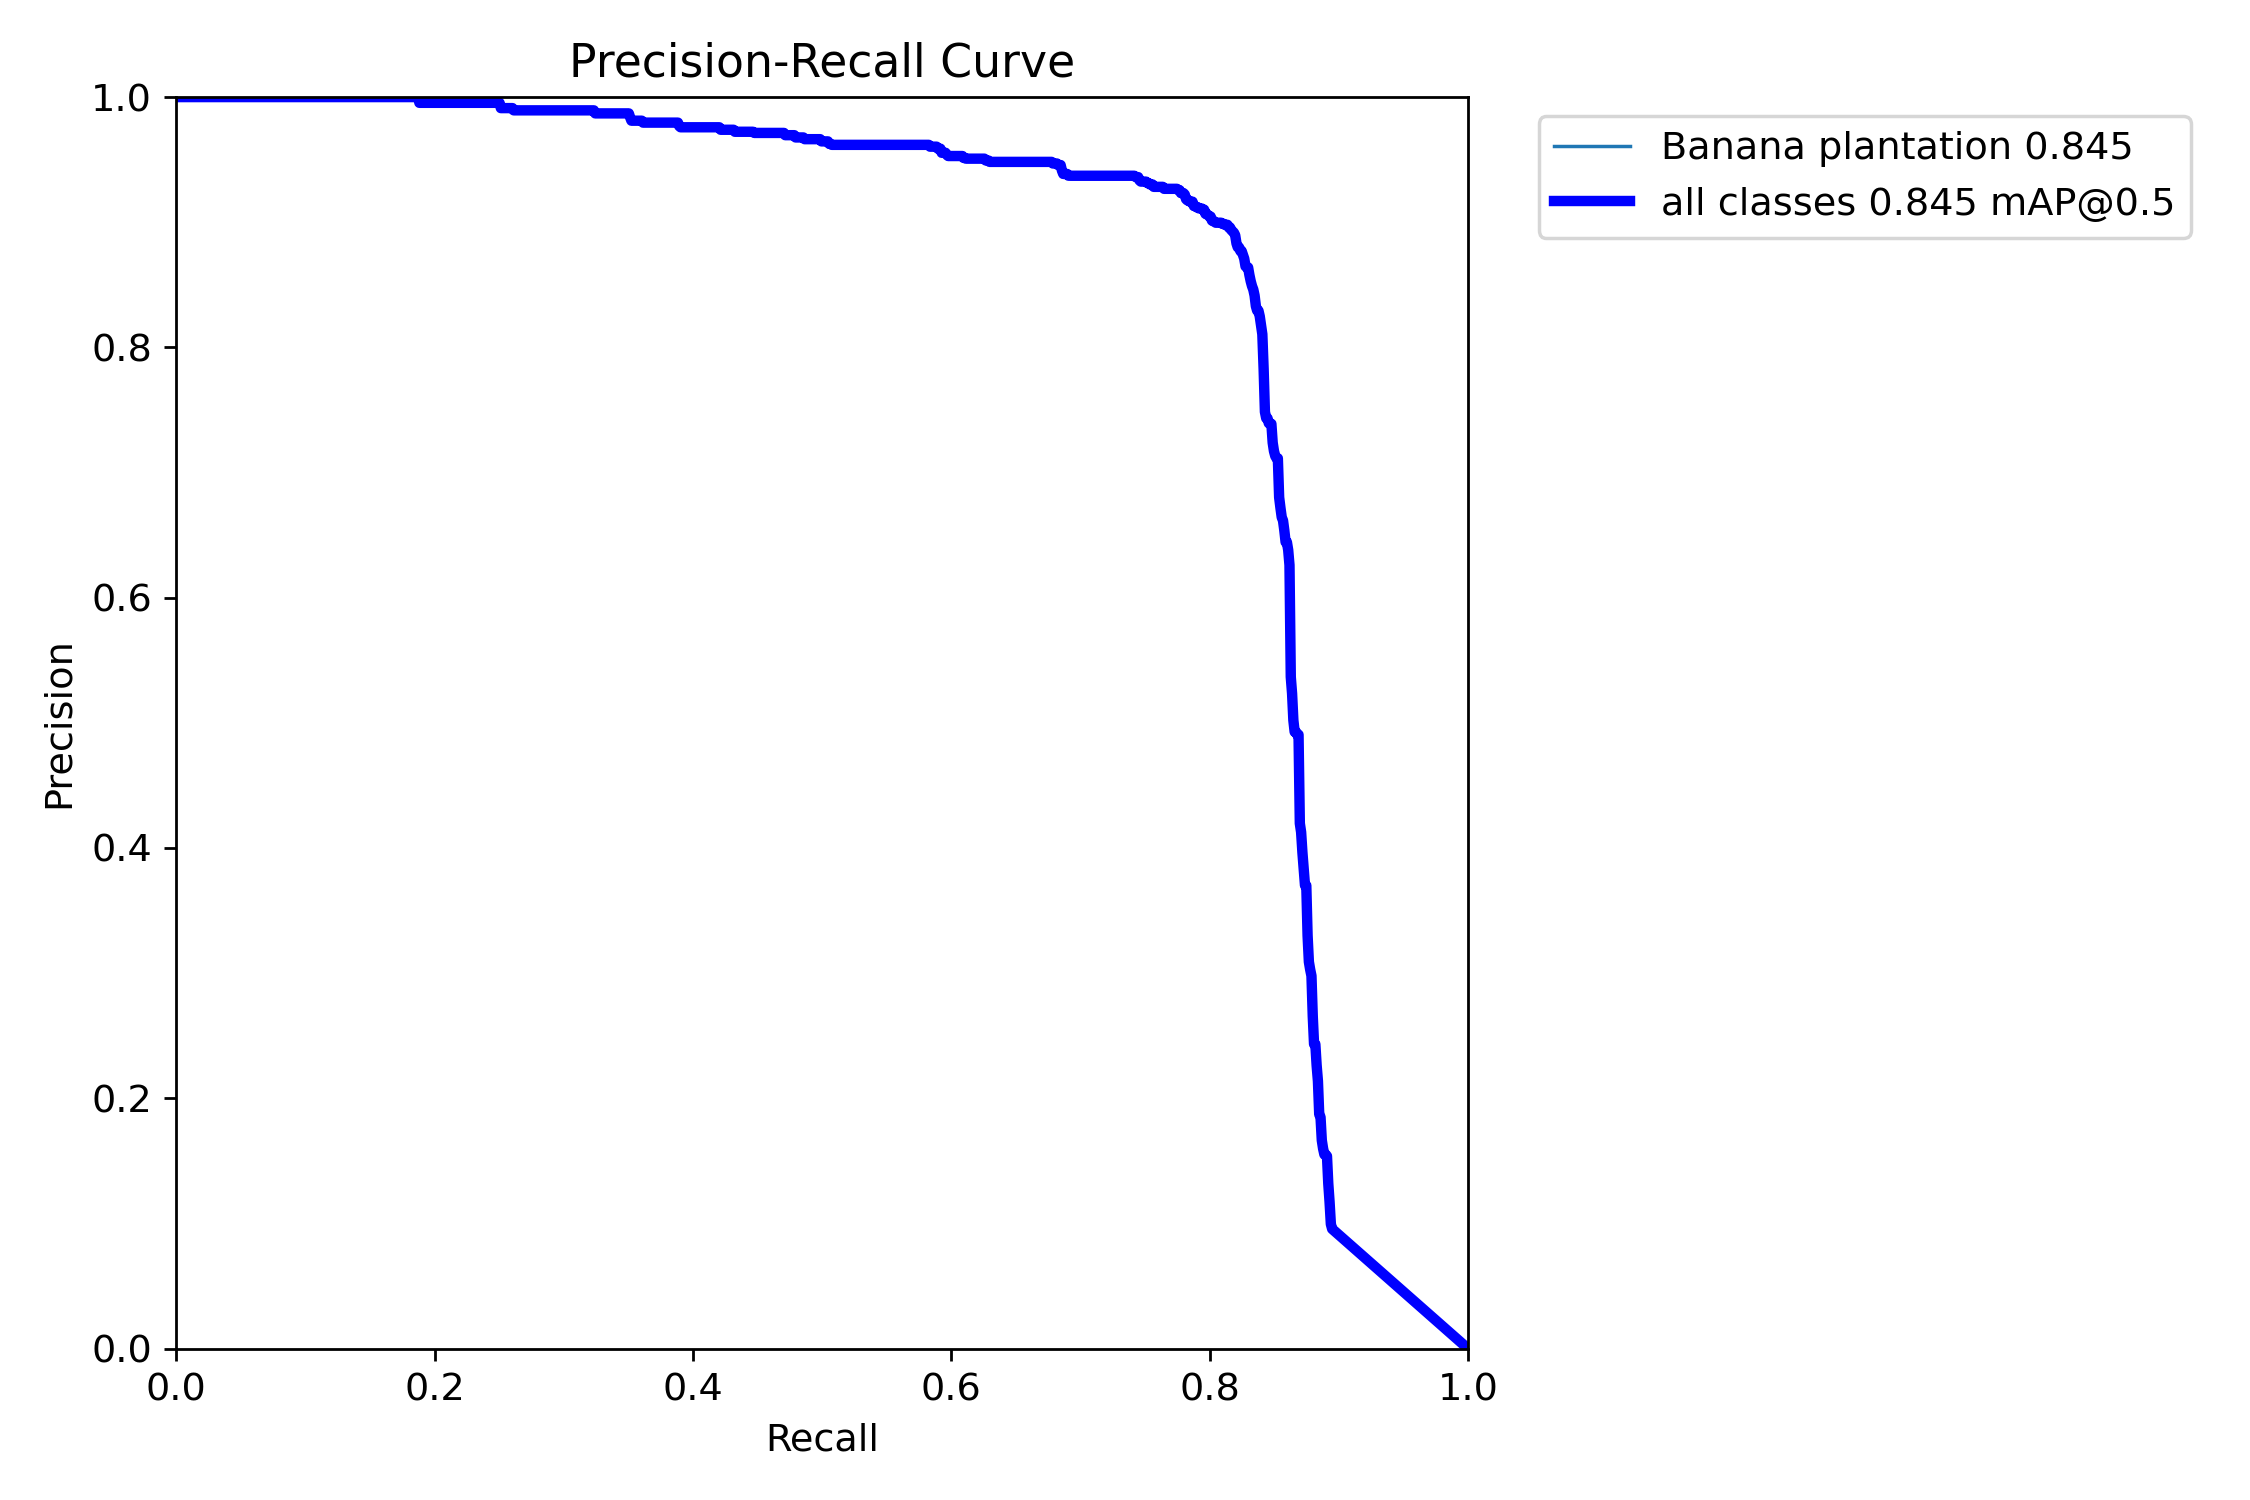 Precision-Recall Curve
1.0
0.8
0.6
0.4
0.2
0.0
Precision
0.0 0.2 0.4 0.6 0.8 1.0
Recall
Banana plantation 0.845
all classes 0.845 mAP@0.5